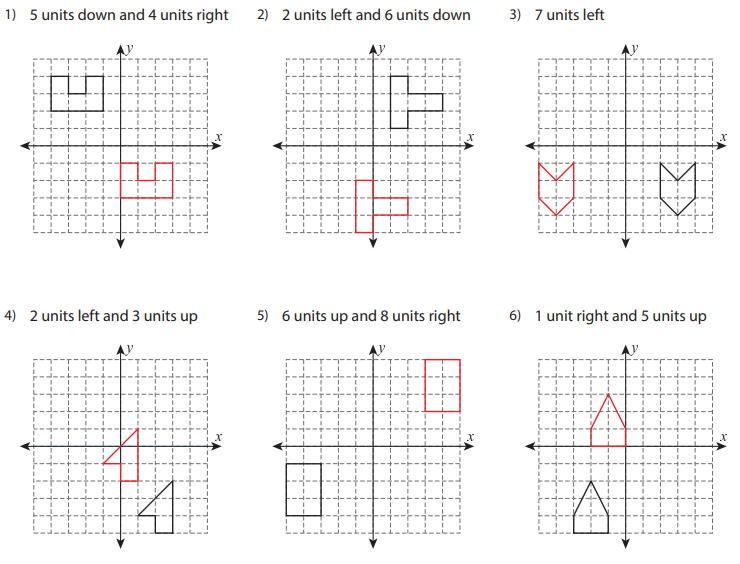 1) 5 units down and 4 units right
2) 2 units left and 6 units down
3) 7 units left
y
x
y
x
y
x
4) 2 units left and 3 units up
5) 6 units up and 8 units right
6) 1 unit right and 5 units up
y
x
y
x
y
x